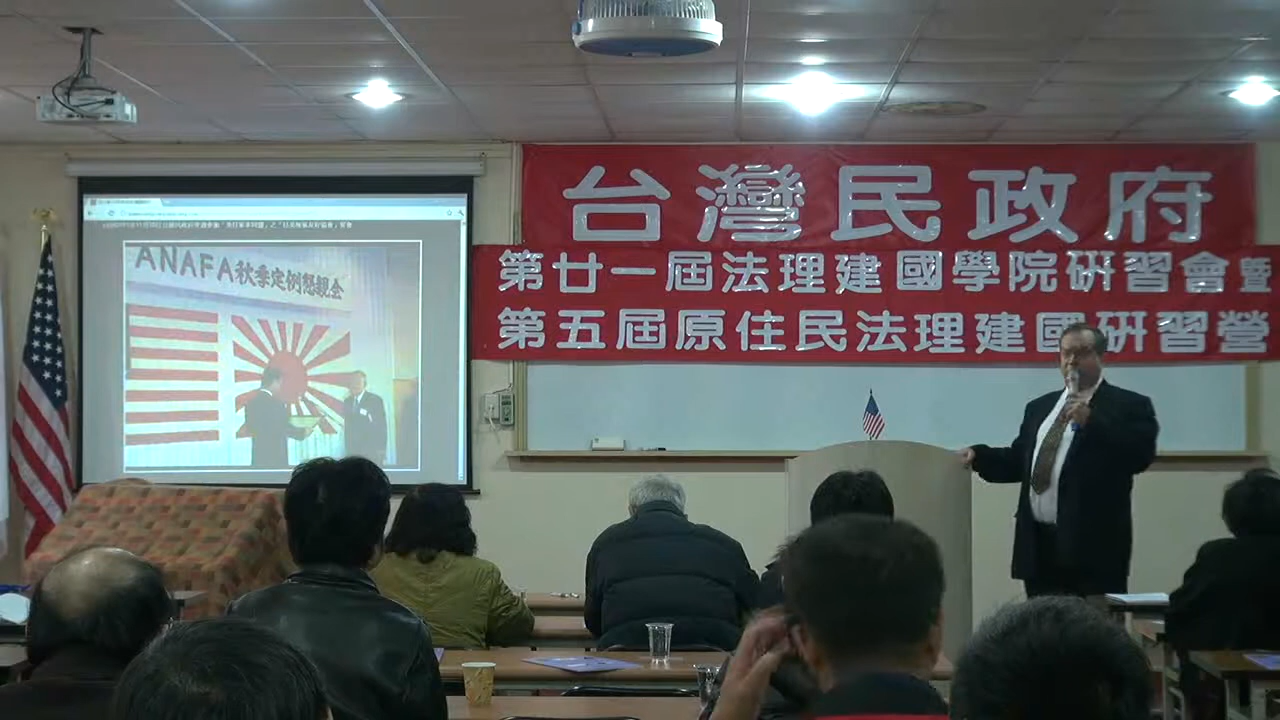 台灣民政府
第廿一屆法理建國學院研習會暨
第五屆原住民法理建國研習營
ANAFA秋季定例懇親会